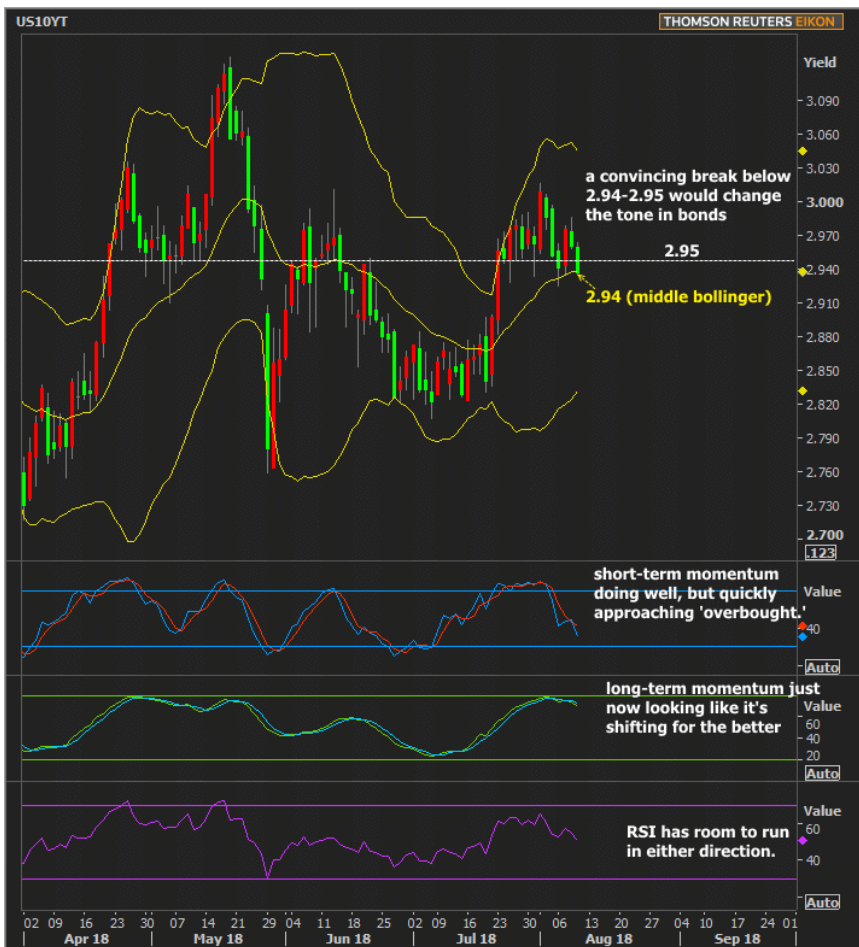 US10YT
THOMSON REUTERS EIKON
Yield
3.090
3.060
3.030
3.000
2.970
2.940
2.910
2.880
2.850
2.820
2.790
2.760
2.730
2.700
.123
a convincing break below
2.94-2.95 would change
the tone in bonds
2.95
2.94 (middle bollinger)
short-term momentum
doing well, but quickly
approaching 'overbought.'
Value
40
Auto
long-term momentum just
now looking like it's
shifting for the better
Value
60
40
20
Auto
RSI has room to run
in either direction.
Value
60
40
Auto
02 09 16 23 30 07 14 21 29 04 11 18 25 02 09 16 23 30 06 13 20 27 04 10 17 24 01
Apr 18 May 18 Jun 18 Jul 18 Aug 18 Sep 18